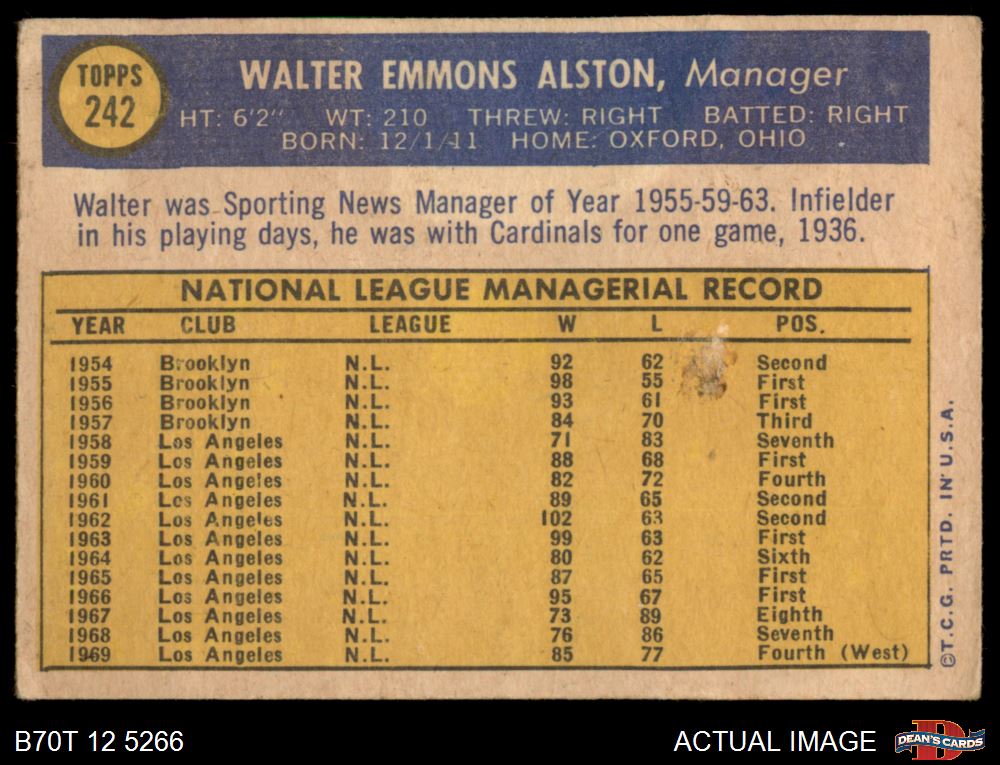 TOPPS
242
WALTER EMMONS ALSTON, Manager
HT: 6'2" WT: 210 THREW: RIGHT BATTED: RIGHT
BORN: 12/1/11 HOME: OXFORD, OHIO
Walter was Sporting News Manager of Year 1955-59-63. Infielder
in his playing days, he was with Cardinals for one game, 1936.
NATIONAL LEAGUE MANAGERIAL RECORD
YEAR CLUB LEAGUE W L POS.
1954 Brooklyn N.L. 92 62 Second
1955 Brooklyn N.L. 98 55 First
1956 Brooklyn N.L. 93 61 First
1957 Brooklyn N.L. 84 70 Third
1958 Los Angeles N.L. 71 83 Seventh
1959 Los Angeles N.L. 88 68 First
1960 Los Angeles N.L. 82 72 Fourth
1961 Los Angeles N.L. 89 65 Second
1962 Los Angeles N.L. 102 63 Second
1963 Los Angeles N.L. 99 63 First
1964 Los Angeles N.L. 80 62 Sixth
1965 Los Angeles N.L. 87 65 First
1966 Los Angeles N.L. 95 67 First
1967 Los Angeles N.L. 73 89 Eighth
1968 Los Angeles N.L. 76 86 Seventh
1969 Los Angeles N.L. 85 77 Fourth (West)
©T.C.G. PRTD. IN U.S.A.
B70T 12 5266
ACTUAL IMAGE
DEAN'S CARDS